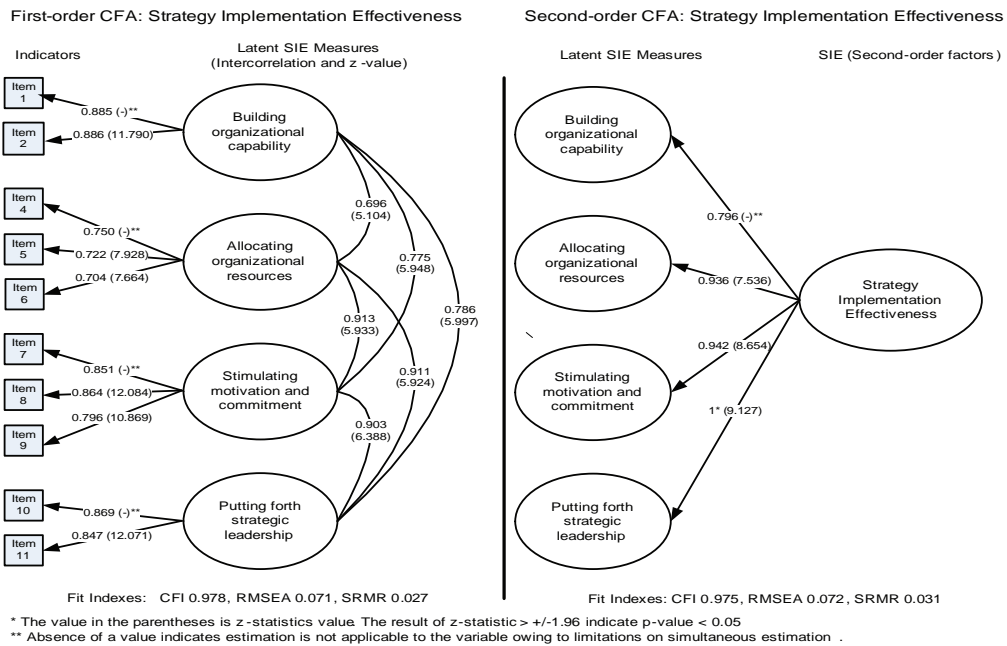 First-order CFA: Strategy Implementation Effectiveness
Indicators
Latent SIE Measures
(Intercorrelation and z -value)
Item
1
Item
2
Item
4
Item
5
Item
6
Item
7
Item
8
Item
9
Item
10
Item
11
0.885 (-)**
0.886 (11.790)
0.750 (-)**
0.722 (7.928)
0.704 (7.664)
0.851 (-)**
0.864 (12.084)
0.796 (10.869)
0.869 (-)**
0.847 (12.071)
Building
organizational
capability
Allocating
organizational
resources
Stimulating
motivation and
commitment
Putting forth
strategic
leadership
0.696
(5.104)
0.775
(5.948)
0.786
(5.997)
0.913
(5.933)
0.911
(5.924)
0.903
(6.388)
Fit Indexes: CFI 0.978, RMSEA 0.071, SRMR 0.027
Second-order CFA: Strategy Implementation Effectiveness
Latent SIE Measures
SIE (Second-order factors)
Building
organizational
capability
Allocating
organizational
resources
Stimulating
motivation and
commitment
Putting forth
strategic
leadership
0.796 (-)**
0.936 (7.536)
0.942 (8.654)
1* (9.127)
Strategy
Implementation
Effectiveness
Fit Indexes: CFI 0.975, RMSEA 0.072, SRMR 0.031
* The value in the parentheses is z -statistics value. The result of z-statistic > +/-1.96 indicate p-value < 0.05
** Absence of a value indicates estimation is not applicable to the variable owing to limitations on simultaneous estimation .